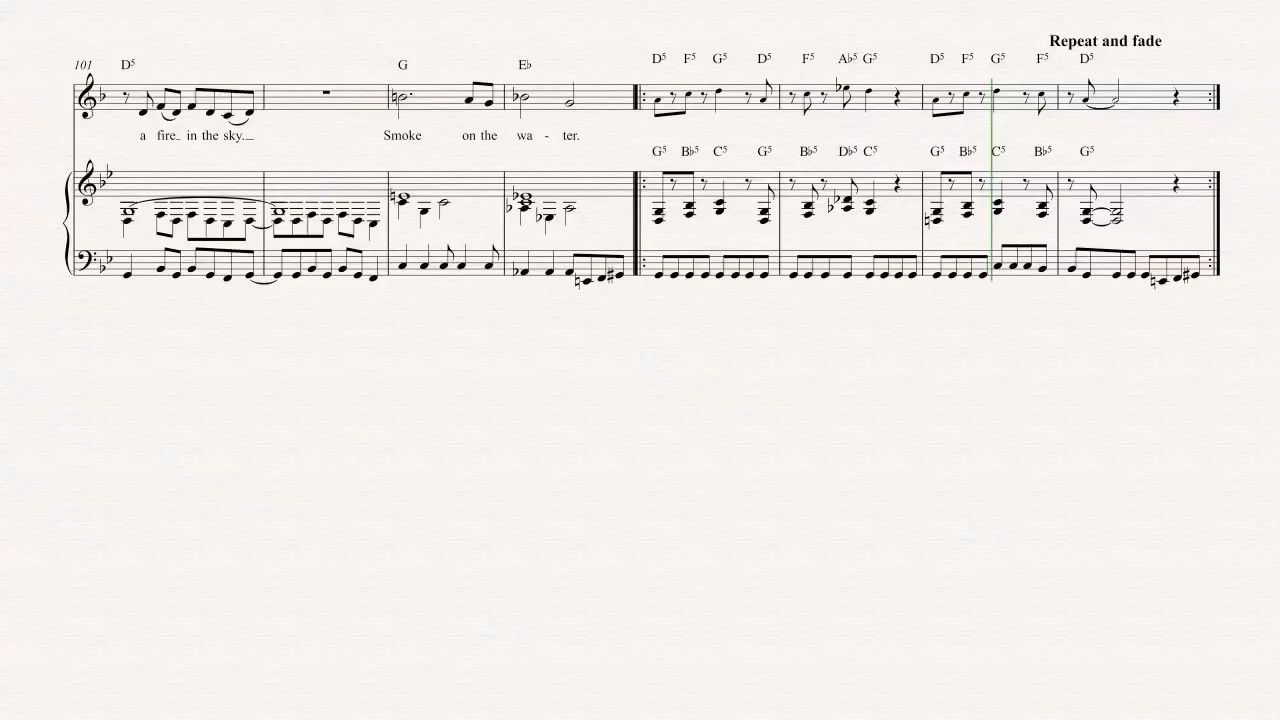 Repeat and fade
101 D5 G E♭ D5 F5 G5 D5 F5 A♭5 G5 D5 F5 G5 F5 D5
a fire_ in the sky._ Smoke on the wa - ter.
G5 B♭5 C5 G5 B♭5 D♭5 C5 G5 B♭5 C5 B♭5 G5